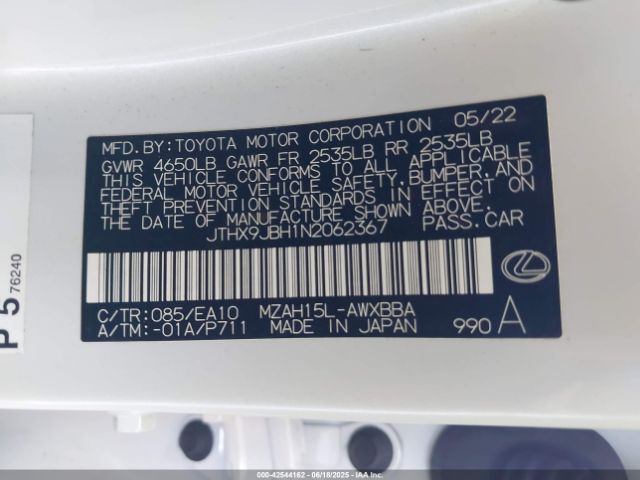 MFD.BY:TOYOTA MOTOR CORPORATION 05/22
GVWR 4650LB GAWR FR 2535LB RR 2535LB
THIS VEHICLE CONFORMS TO ALL APPLICABLE
FEDERAL MOTOR VEHICLE SAFETY,BUMPER,AND
THEFT PREVENTION STANDARDS IN EFFECT ON
THE DATE OF MANUFACTURE SHOWN ABOVE.
JTHX9JBH1N2062367 PASS.CAR
C/TR:085/EA10 MZAH15L-AWXBBA
A/TM:-01A/P711 MADE IN JAPAN 990 A
P 5 76240
000-42544162 - 06/18/2025 - IAA HOLDINGS, LLC. COPYRIGHT